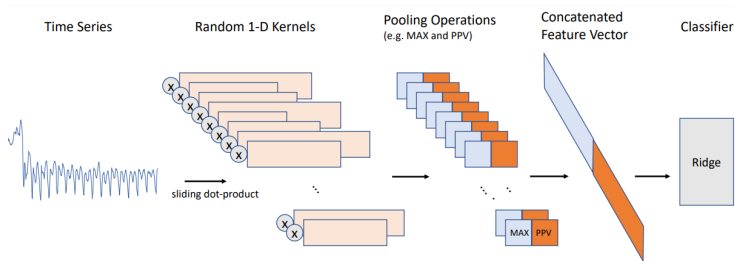 Time Series
Random 1-D Kernels
Pooling Operations
(e.g. MAX and PPV)
Concatenated
Feature Vector
Classifier
X
X
X
X
X
X
X
X
sliding dot-product
Ridge
X
X
MAX
PPV